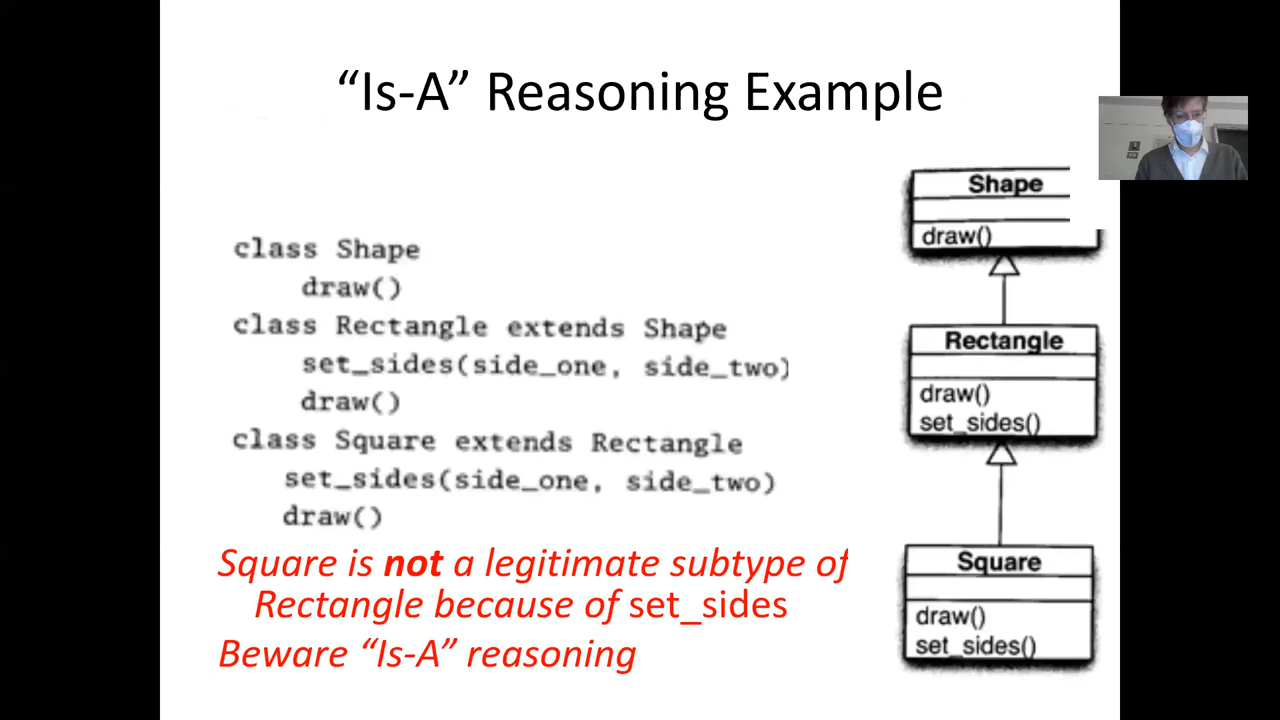 “Is-A” Reasoning Example
class Shape
draw()
class Rectangle extends Shape
set_sides(side_one, side_two)
draw()
class Square extends Rectangle
set_sides(side_one, side_two)
draw()
Square is not a legitimate subtype of
Rectangle because of set_sides
Beware “Is-A” reasoning
Shape
draw()
Rectangle
draw()
set_sides()
Square
draw()
set_sides()